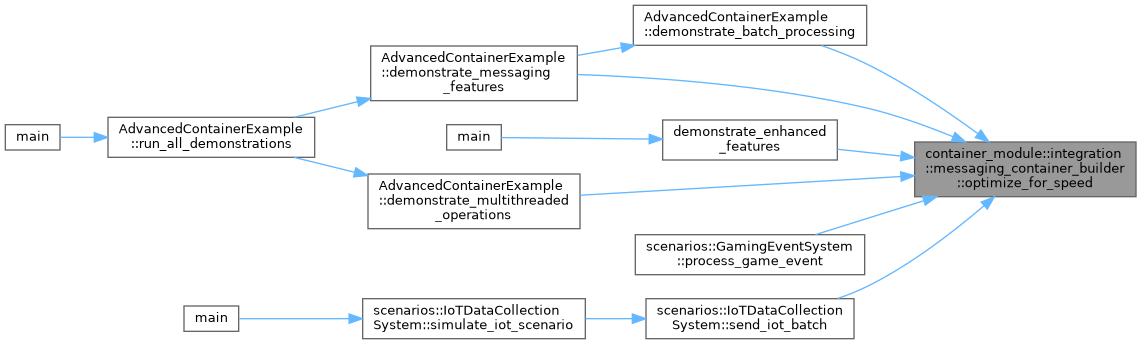 AdvancedContainerExample
::demonstrate_batch_processing
AdvancedContainerExample
::demonstrate_messaging
_features
main
AdvancedContainerExample
::run_all_demonstrations
main
demonstrate_enhanced
_features
container_module::integration
::messaging_container_builder
::optimize_for_speed
AdvancedContainerExample
::demonstrate_multithreaded
_operations
scenarios::GamingEventSystem
::process_game_event
main
scenarios::IoTDataCollection
System::simulate_iot_scenario
scenarios::IoTDataCollection
System::send_iot_batch